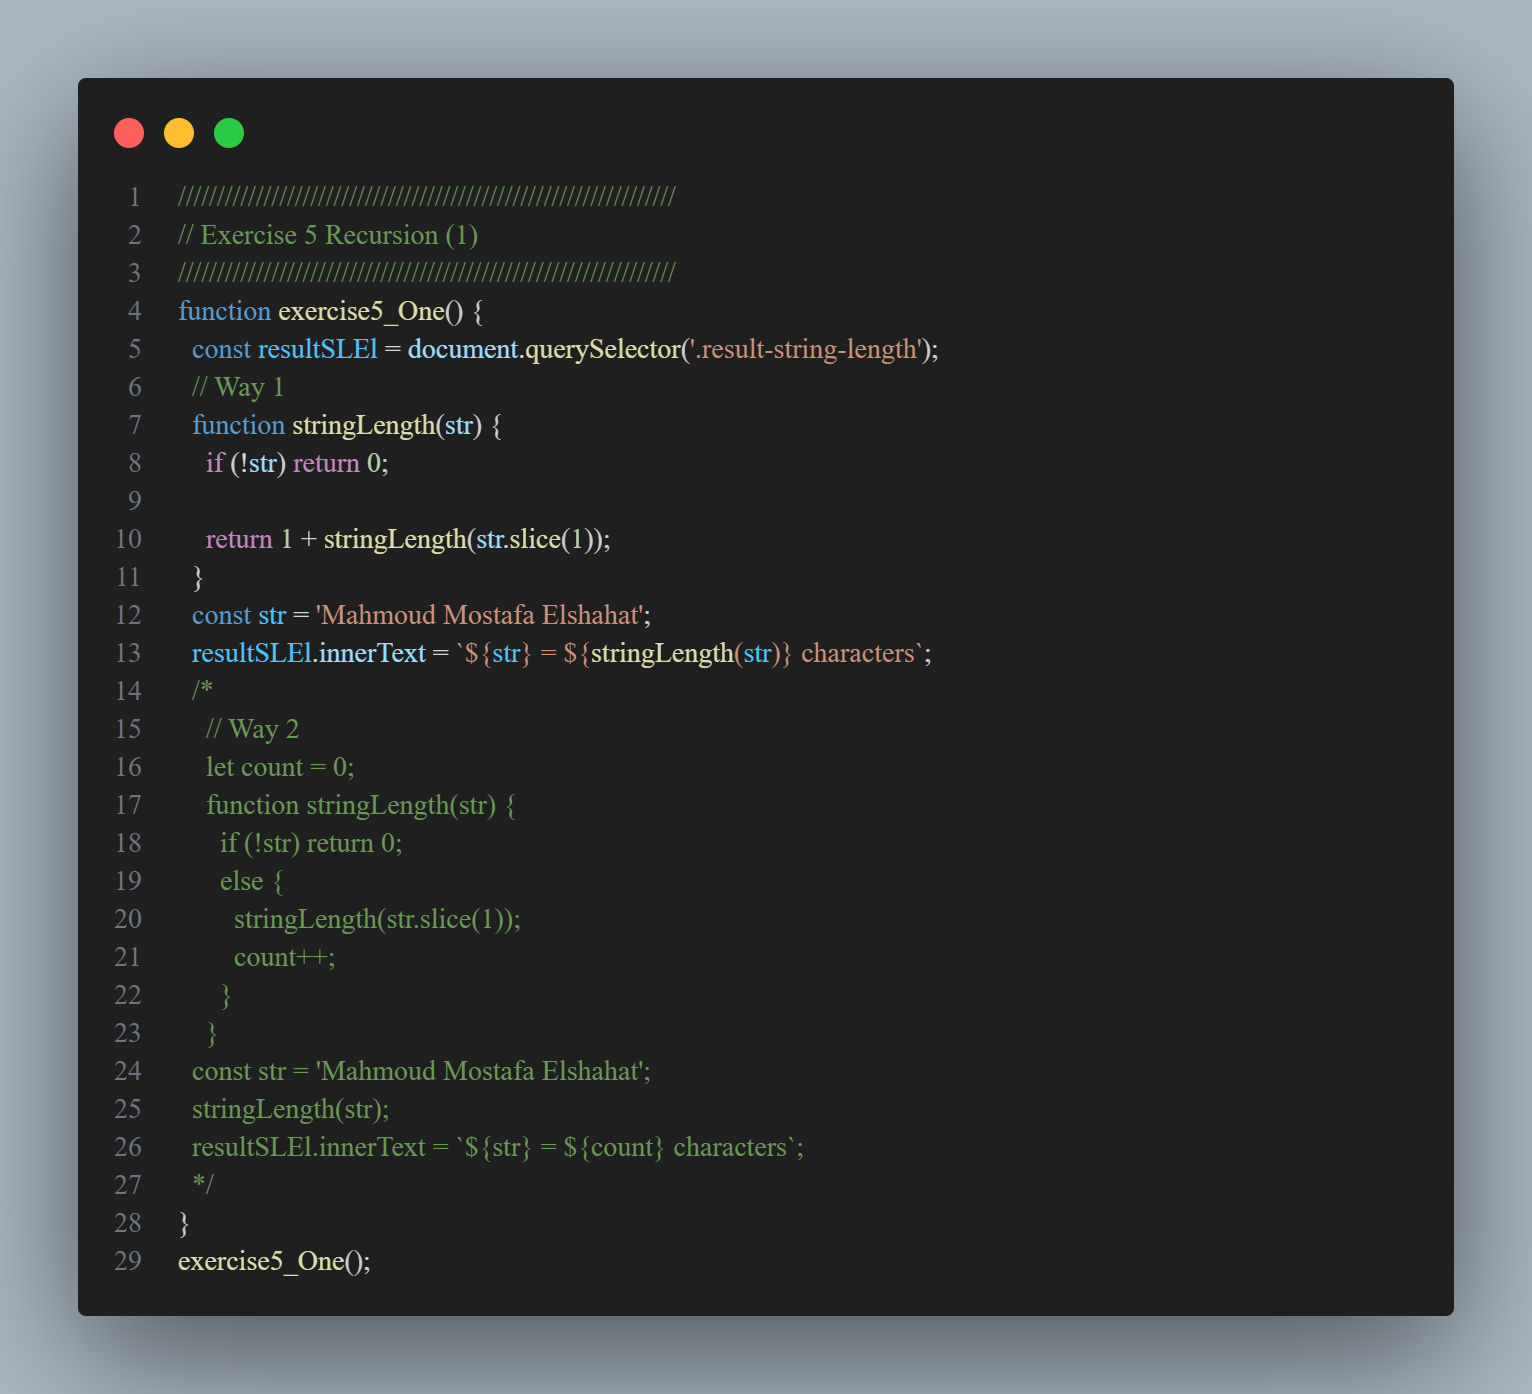 1 ////////////////////////////////////////////////////////////////
2 // Exercise 5 Recursion (1)
3 ////////////////////////////////////////////////////////////////
4 function exercise5_One() {
5   const resultSLEl = document.querySelector('.result-string-length');
6   // Way 1
7   function stringLength(str) {
8     if (!str) return 0;
9
10     return 1 + stringLength(str.slice(1));
11   }
12   const str = 'Mahmoud Mostafa Elshahat';
13   resultSLEl.innerText = `${str} = ${stringLength(str)} characters`;
14   /*
15     // Way 2
16     let count = 0;
17     function stringLength(str) {
18       if (!str) return 0;
19       else {
20         stringLength(str.slice(1));
21         count++;
22       }
23     }
24   const str = 'Mahmoud Mostafa Elshahat';
25   stringLength(str);
26   resultSLEl.innerText = `${str} = ${count} characters`;
27   */
28 }
29 exercise5_One();